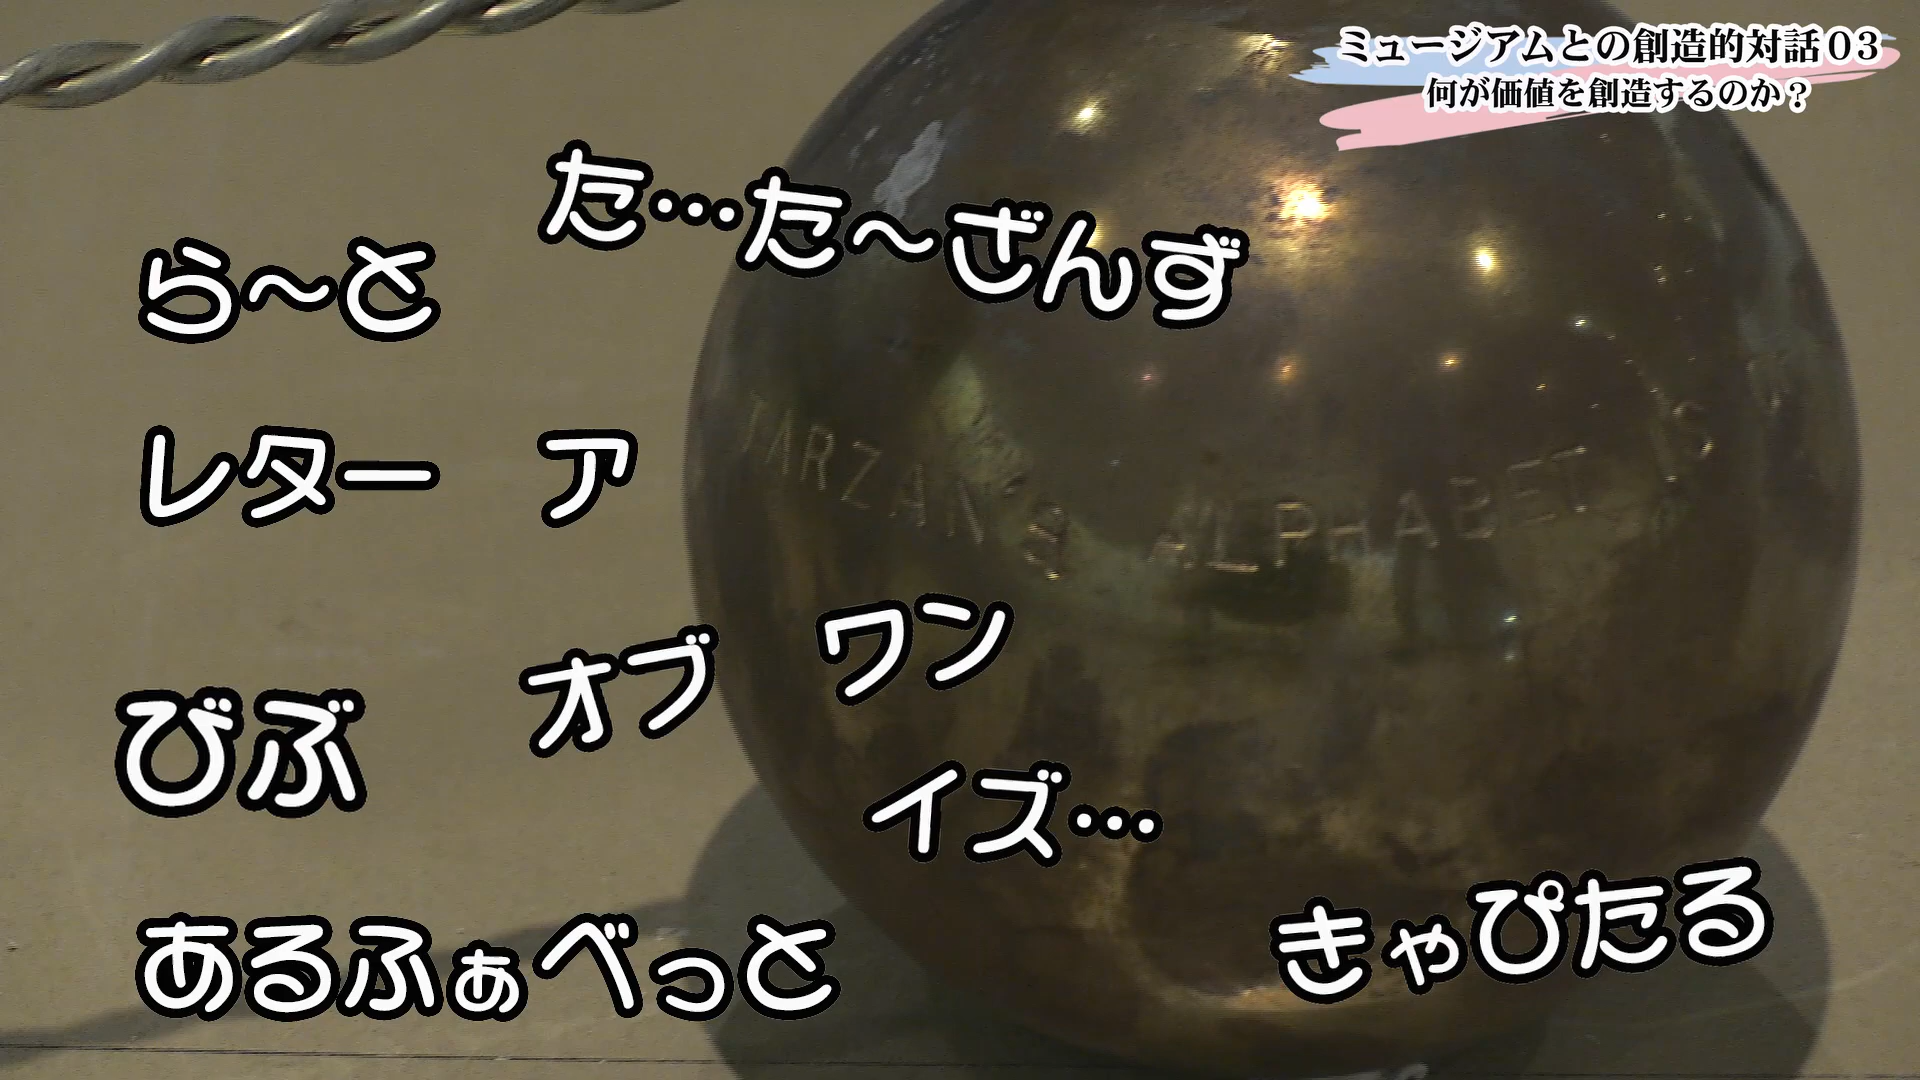 ミュージアムとの創造的対話03
何が価値を創造するのか?
た…た〜ざんず
ら〜と
レター ア
TARZANS ALPHABET IS
オブ ワン
びぶ
イズ…
あるふぁべっと
きゃぴたる